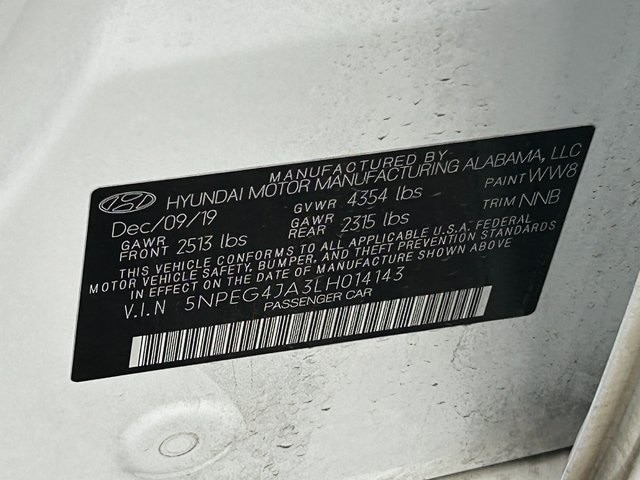 MANUFACTURED BY
HYUNDAI MOTOR MANUFACTURING ALABAMA, LLC
Dec/09/19 GVWR 4354 lbs PAINT WW8
GAWR FRONT 2513 lbs GAWR REAR 2315 lbs TRIM NNB
THIS VEHICLE CONFORMS TO ALL APPLICABLE U.S.A. FEDERAL
MOTOR VEHICLE SAFETY, BUMPER, AND THEFT PREVENTION STANDARDS
IN EFFECT ON THE DATE OF MANUFACTURE SHOWN ABOVE
V.I.N 5NPEG4JA3LH014143
PASSENGER CAR